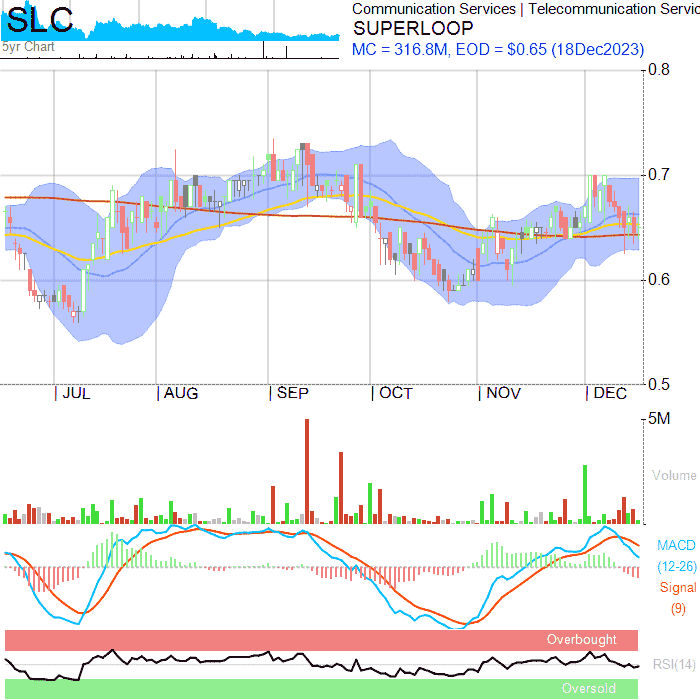 SLC
5yr Chart
Communication Services | Telecommunication Servic
SUPERLOOP
MC = 316.8M, EOD = $0.65 (18Dec2023)
0.8
0.7
0.6
0.5
| JUL | AUG | SEP | OCT | NOV | DEC
5M
Volume
MACD
(12-26)
Signal
(9)
Overbought
RSI(14)
Oversold